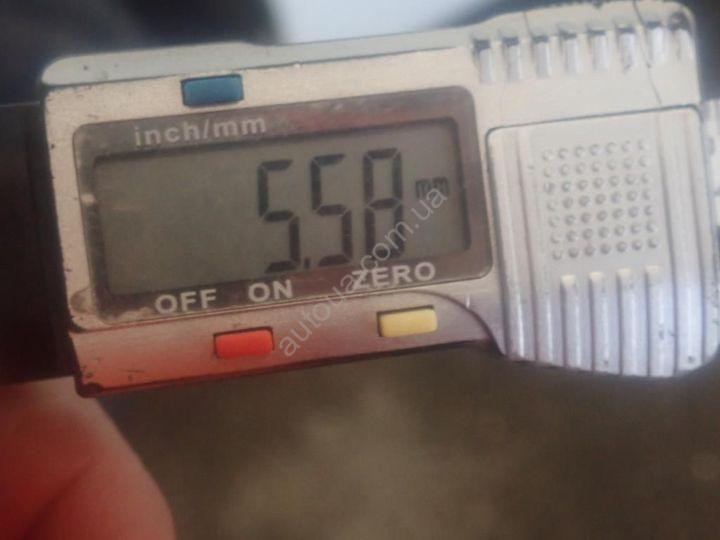 inch/mm
5.58 mm
OFF ON ZERO
autoua.com.ua